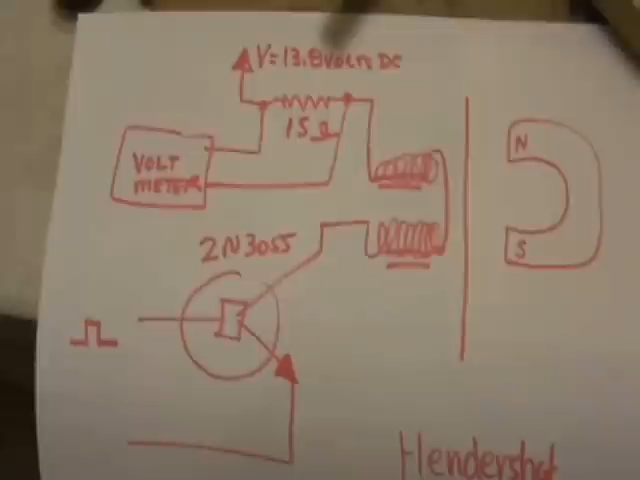 V=13.8Volts DC
15Ω
VOLT
METER
N
2N3055
S
Hendershot